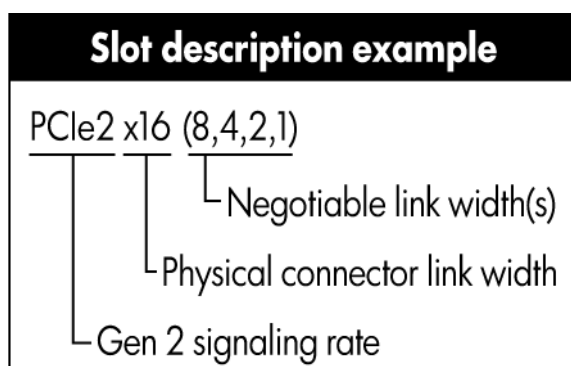 Slot description example
PCIe2 x16 (8,4,2,1)
Negotiable link width(s)
Physical connector link width
Gen 2 signaling rate